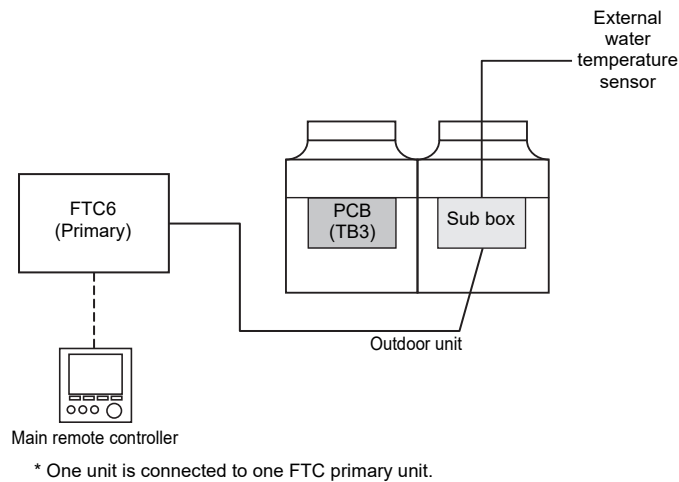 External
water
temperature
sensor
FTC6
(Primary)
PCB
(TB3)
Sub box
Outdoor unit
Main remote controller
* One unit is connected to one FTC primary unit.